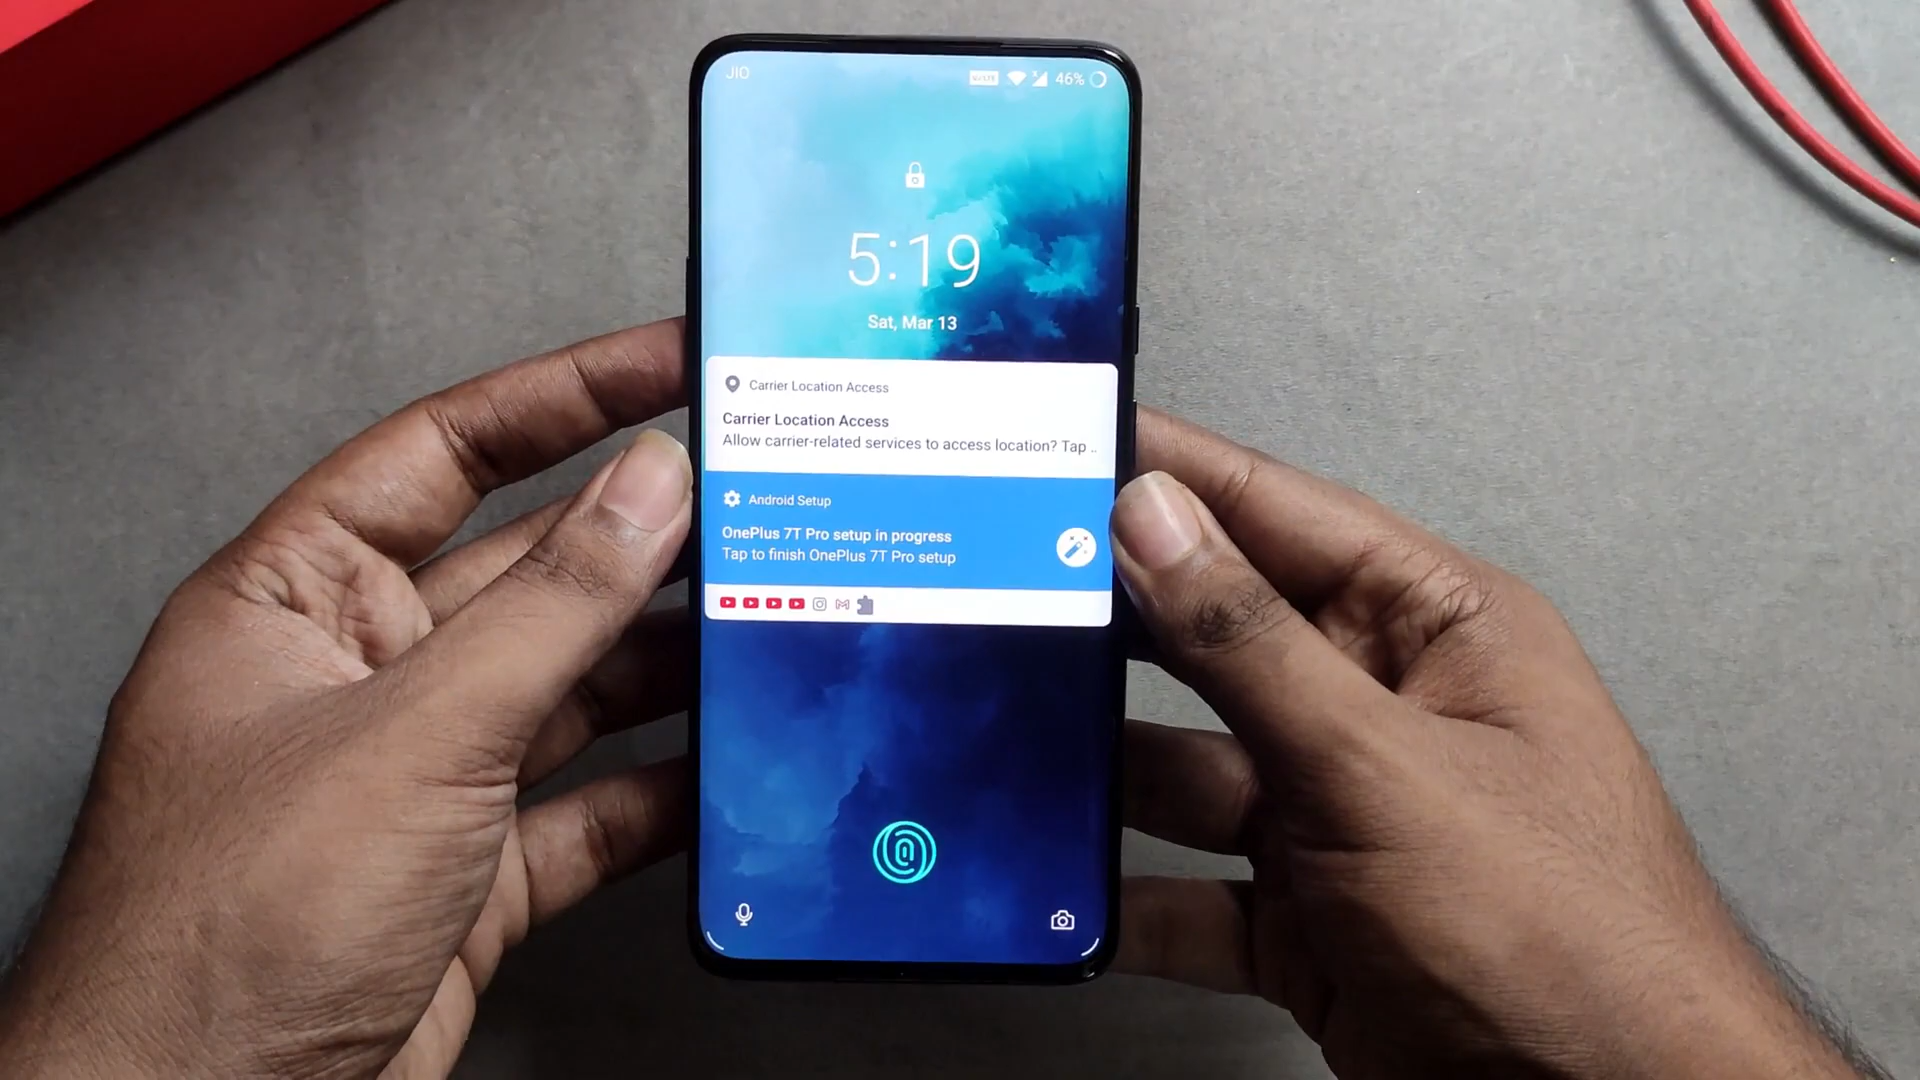 JIO
VoLTE 46%
5:19
Sat, Mar 13
Carrier Location Access
Carrier Location Access
Allow carrier-related services to access location? Tap ..
Android Setup
OnePlus 7T Pro setup in progress
Tap to finish OnePlus 7T Pro setup